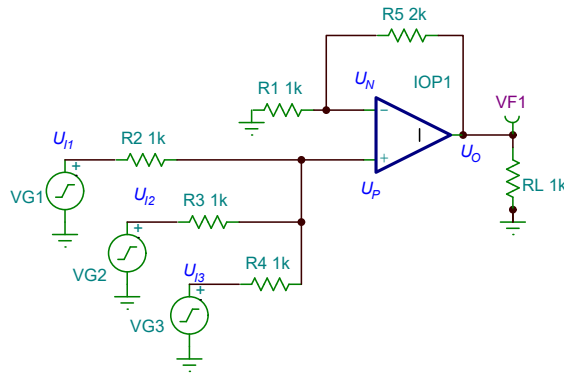 R5 2k
U_N
IOP1
R1 1k
VF1
−
U_I1
R2 1k
I
U_O
+
+
VG1
U_P
RL 1k
U_I2
R3 1k
+
VG2
U_I3
R4 1k
+
VG3